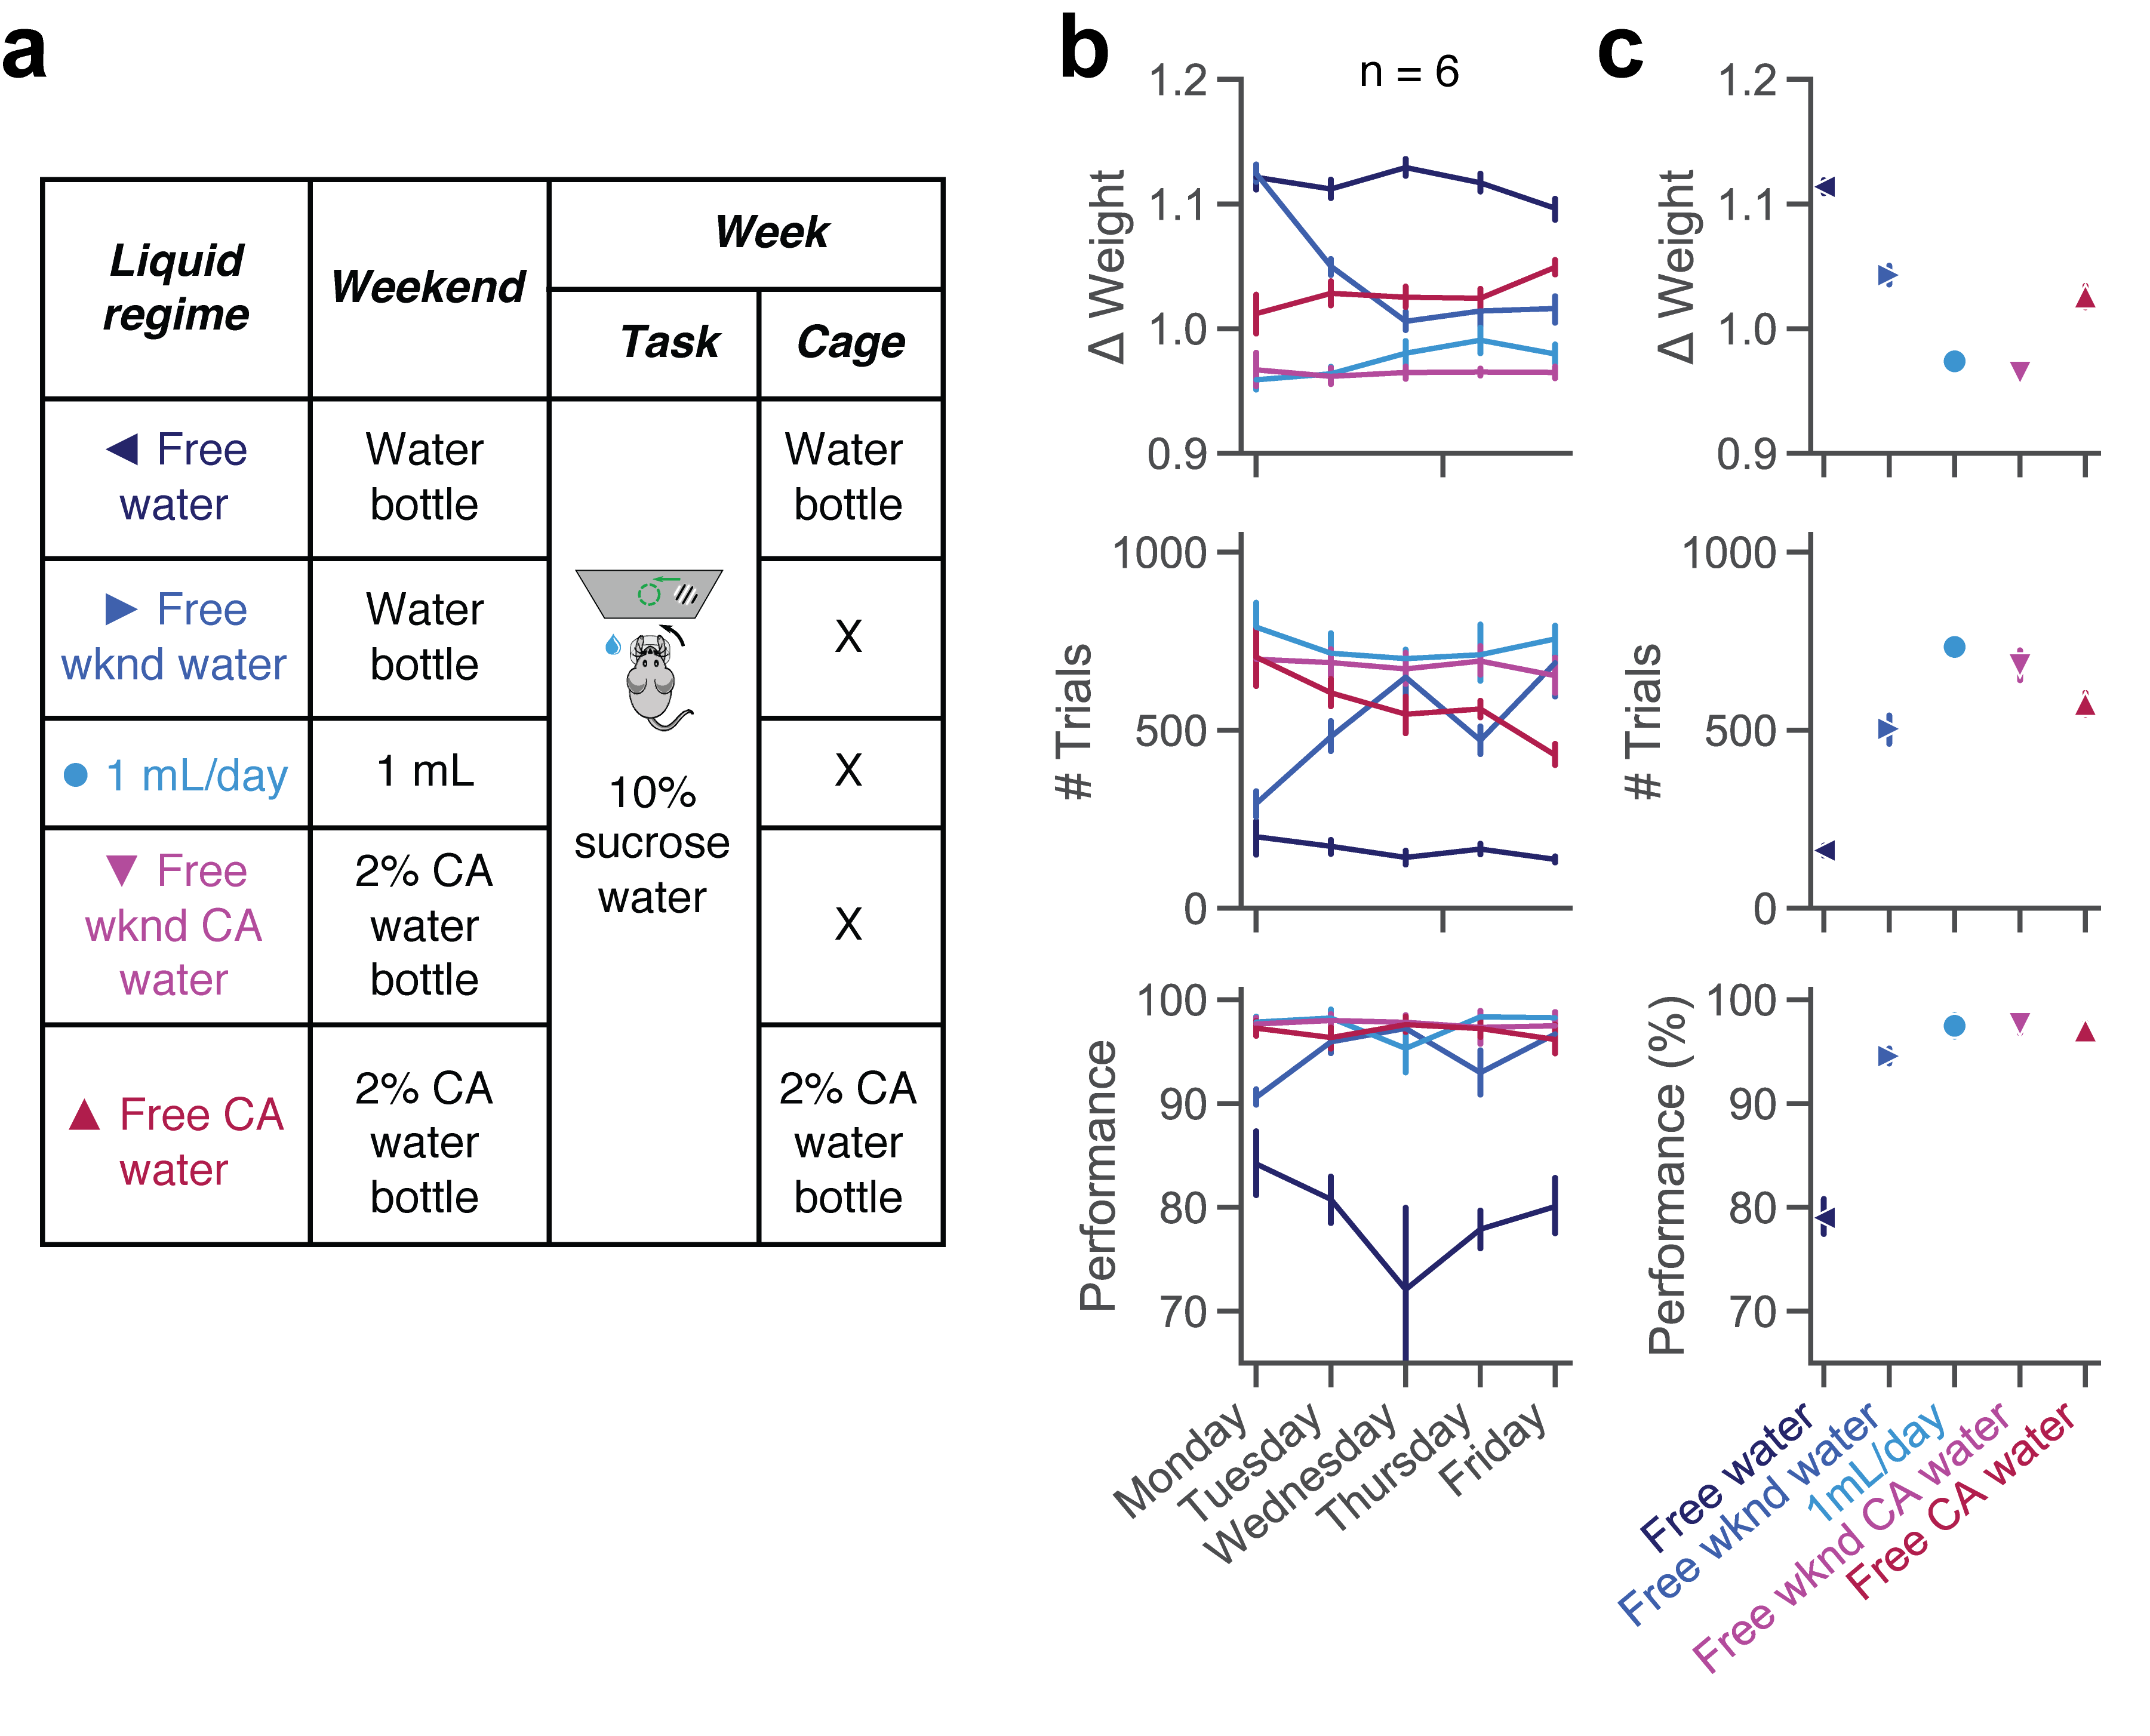 a
Liquid
regime
Weekend
Week
Task
Cage
◀ Free
water
Water
bottle
Water
bottle
▶ Free
wknd water
Water
bottle
X
● 1 mL/day
1 mL
X
10%
sucrose
water
▼ Free
wknd CA
water
2% CA
water
bottle
X
▲ Free CA
water
2% CA
water
bottle
2% CA
water
bottle
b
n = 6
Δ Weight
1.2
1.1
1.0
0.9
# Trials
1000
500
0
Performance
100
90
80
70
Monday
Tuesday
Wednesday
Thursday
Friday
c
Δ Weight
1.2
1.1
1.0
0.9
# Trials
1000
500
0
Performance (%)
100
90
80
70
Free water
Free wknd water
1mL/day
Free wknd CA water
Free CA water